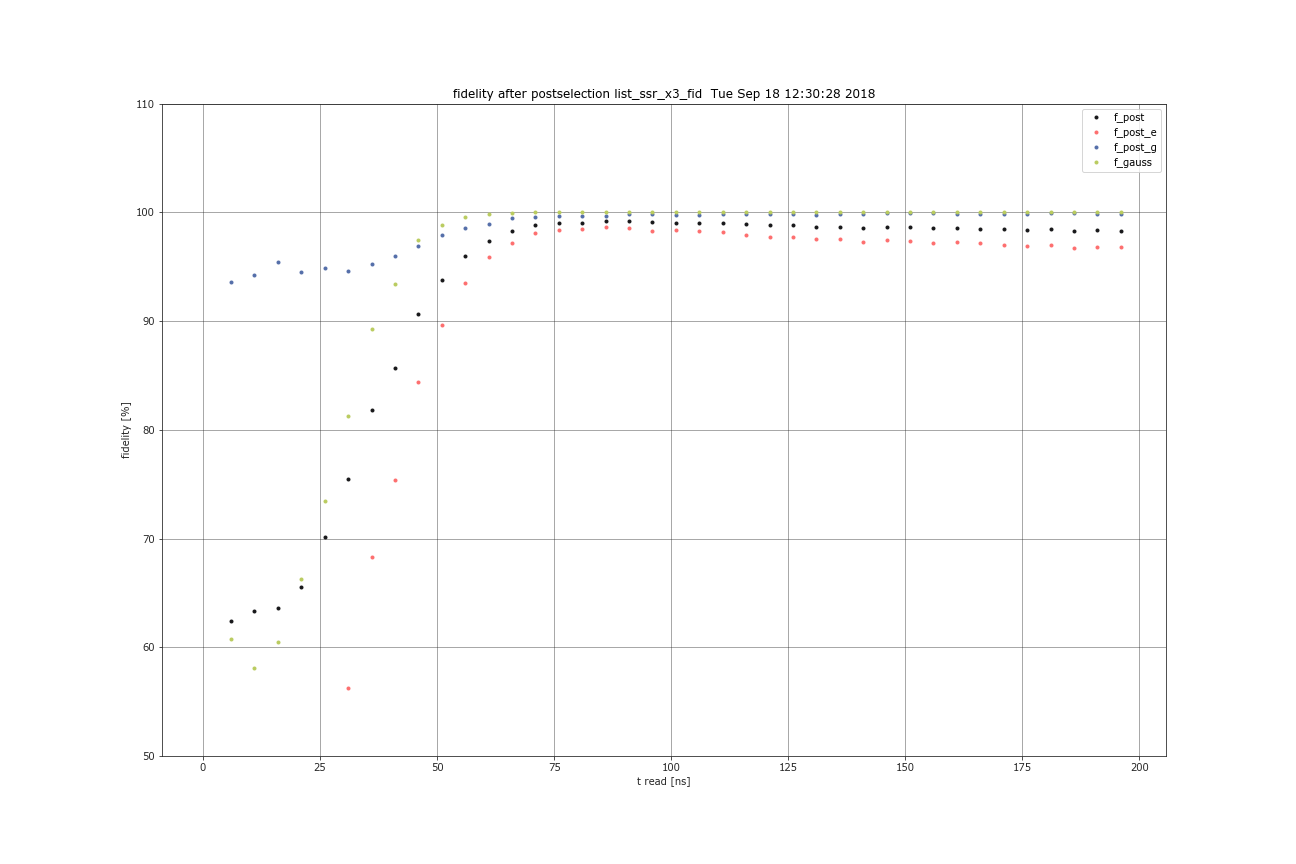 fidelity after postselection list_ssr_x3_fid  Tue Sep 18 12:30:28 2018
110
100
90
80
70
60
50
fidelity [%]
f_post
f_post_e
f_post_g
f_gauss
0 25 50 75 100 125 150 175 200
t read [ns]